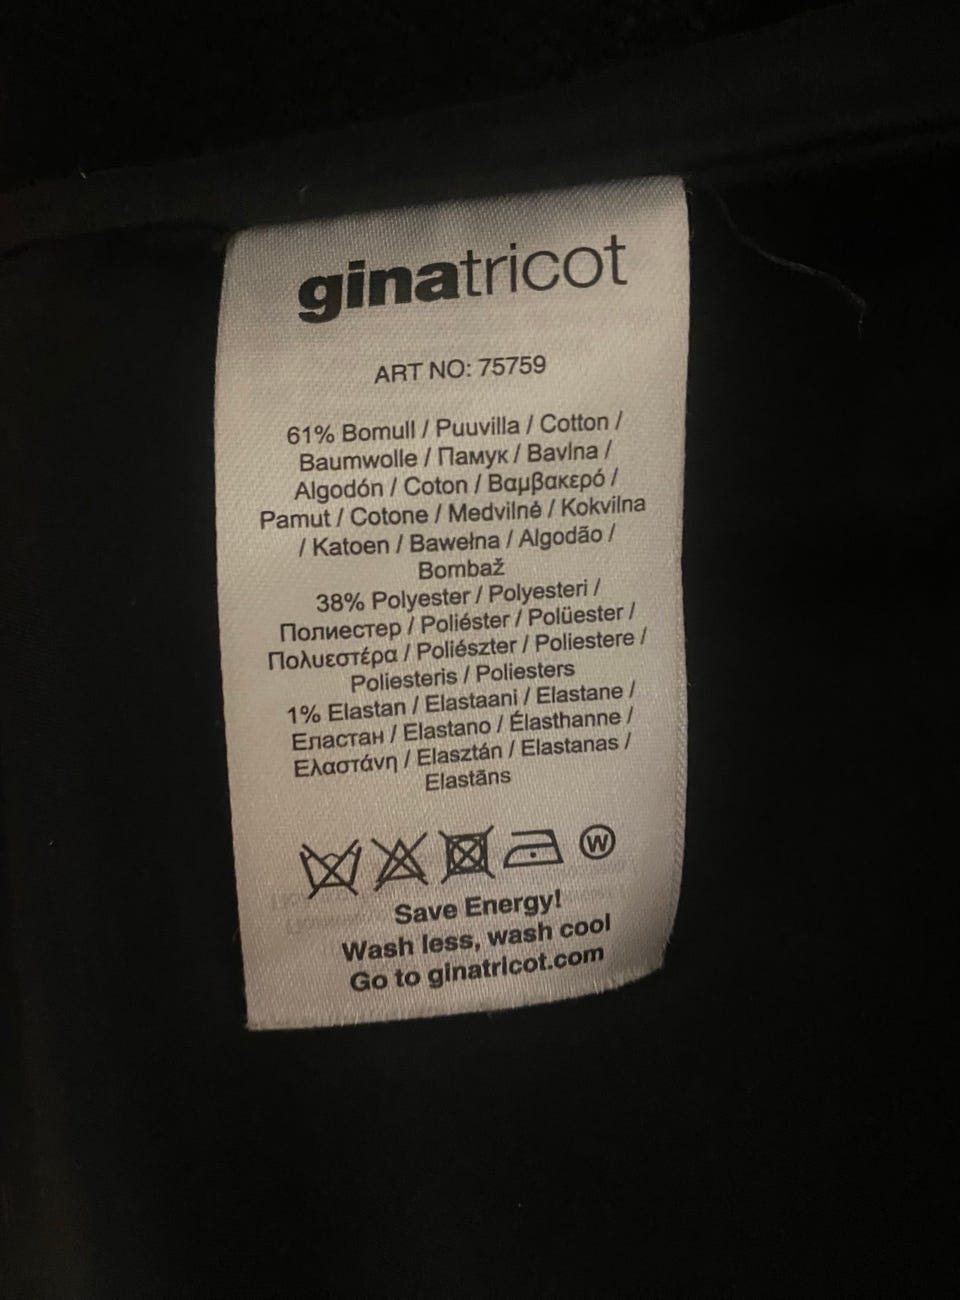 ginatricot
ART NO: 75759
61% Bomull / Puuvilla / Cotton /
Baumwolle / Памук / Bavlna /
Algodón / Coton / Βαμβακερό /
Pamut / Cotone / Medvilnė / Kokvilna
/ Katoen / Bawełna / Algodão /
Bombaž
38% Polyester / Polyesteri /
Полиестер / Poliéster / Polüester /
Πολυεστέρα / Poliészter / Poliestere /
Poliesteris / Poliesters
1% Elastan / Elastaani / Elastane /
Еластан / Elastano / Élasthanne /
Ελαστάνη / Elasztán / Elastanas /
Elastāns
W
Save Energy!
Wash less, wash cool
Go to ginatricot.com